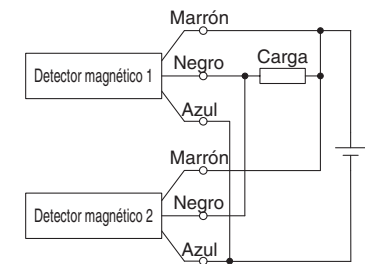 Marrón
Detector magnético 1
Negro
Carga
Azul
Marrón
Detector magnético 2
Negro
Azul